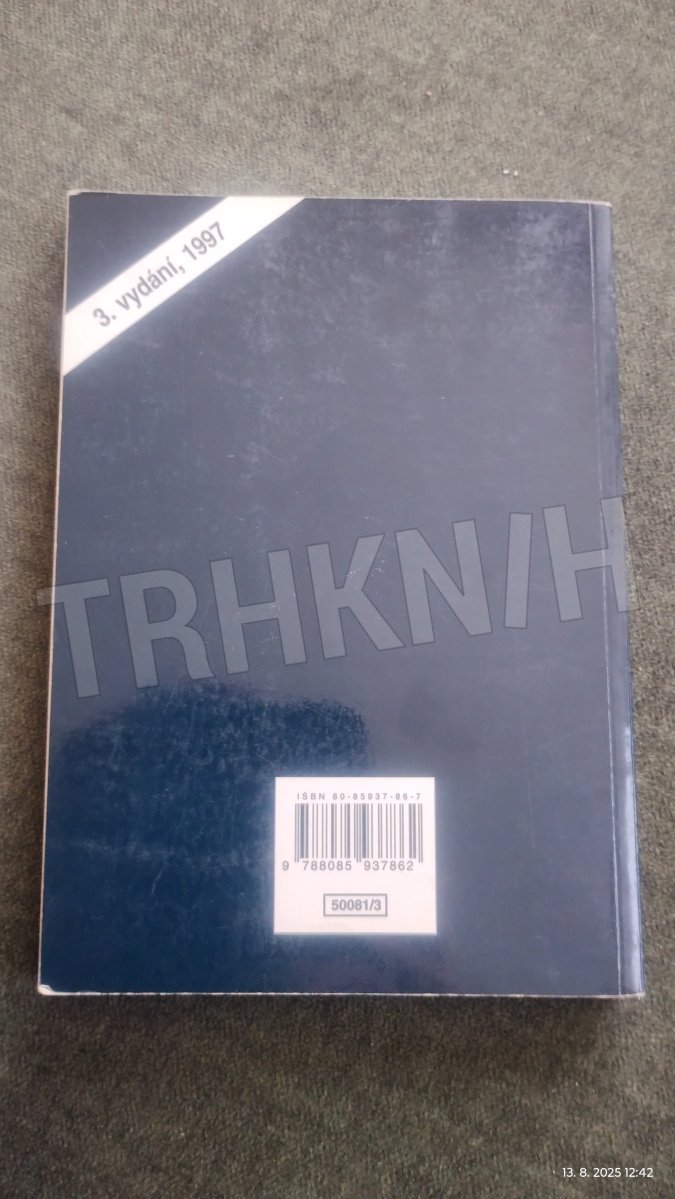 3. vydání, 1997
TRHKNIH
ISBN 80-85937-86-7
9 788085 937862
50081/3
13. 8. 2025 12:42